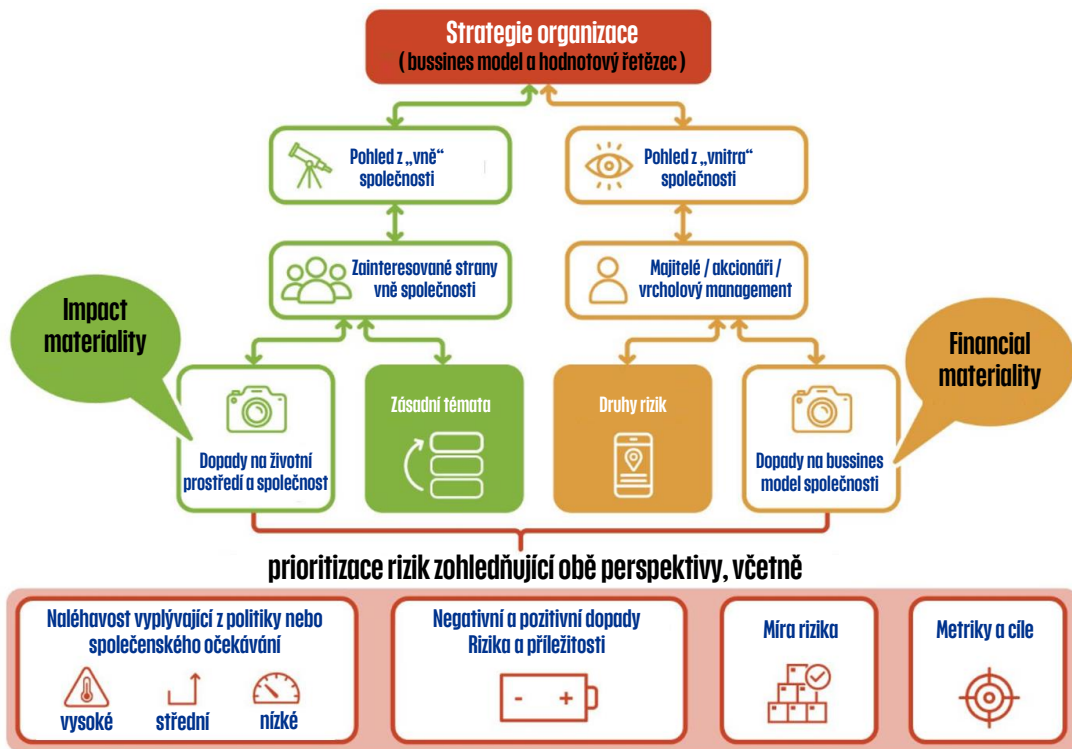 Strategie organizace
( bussines model a hodnotový řetězec )
Pohled z „vně“
společnosti
Pohled z „vnitra“
společnosti
Zainteresované strany
vně společnosti
Majitelé / akcionáři /
vrcholový management
Impact
materiality
Financial
materiality
Dopady na životní
prostředí a společnost
Zásadní témata
Druhy rizik
Dopady na bussines
model společnosti
prioritizace rizik zohledňující obě perspektivy, včetně
Naléhavost vyplývající z politiky nebo
společenského očekávání
vysoké
střední
nízké
Negativní a pozitivní dopady
Rizika a příležitosti
- +
Míra rizika
Metriky a cíle